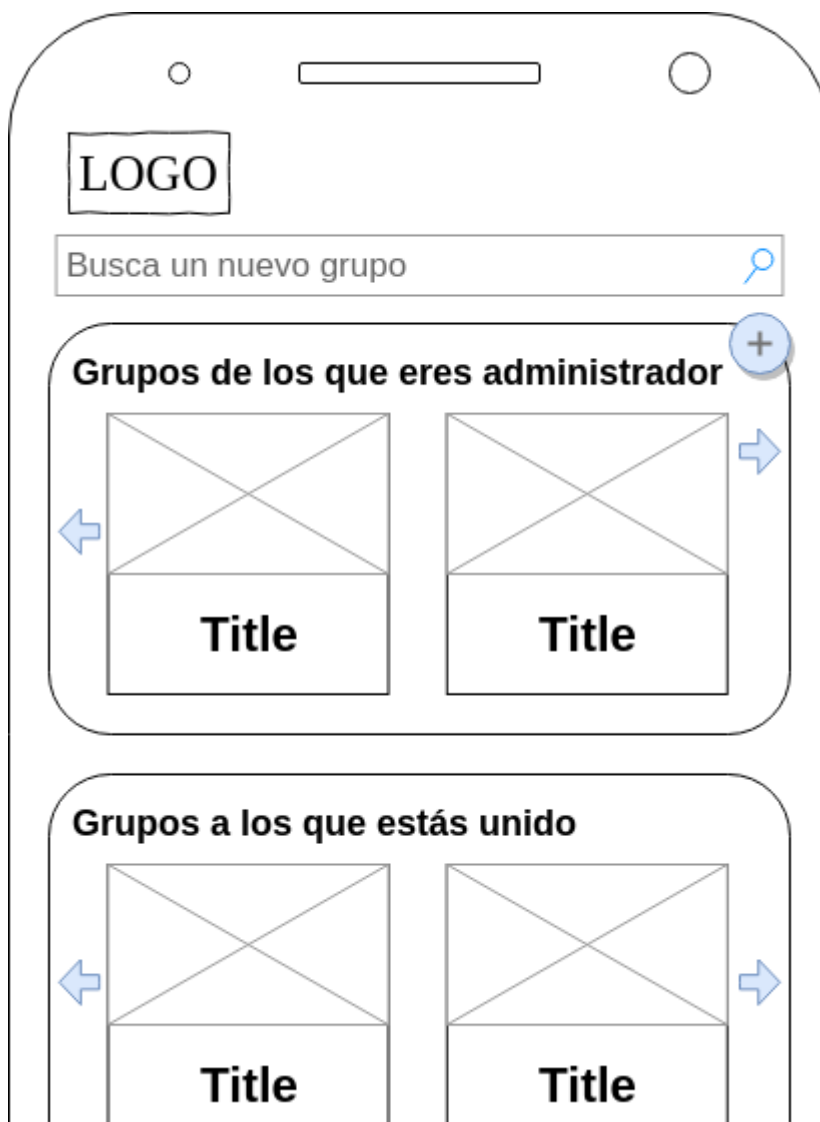 LOGO
Busca un nuevo grupo
+
Grupos de los que eres administrador
Title Title
Grupos a los que estás unido
Title Title